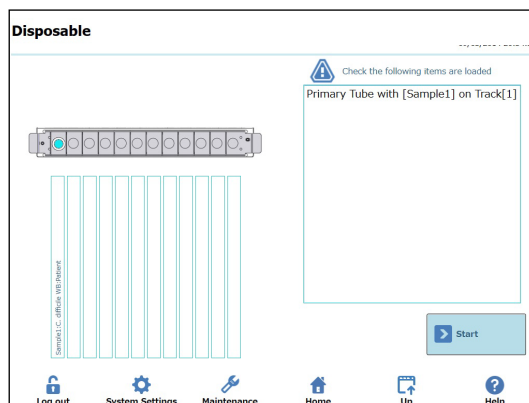 Disposable
Check the following items are loaded
Primary Tube with [Sample1] on Track[1]
Sample1:C. difficile WB:Patient
Start
Log out
System Settings
Maintenance
Home
Up
Help